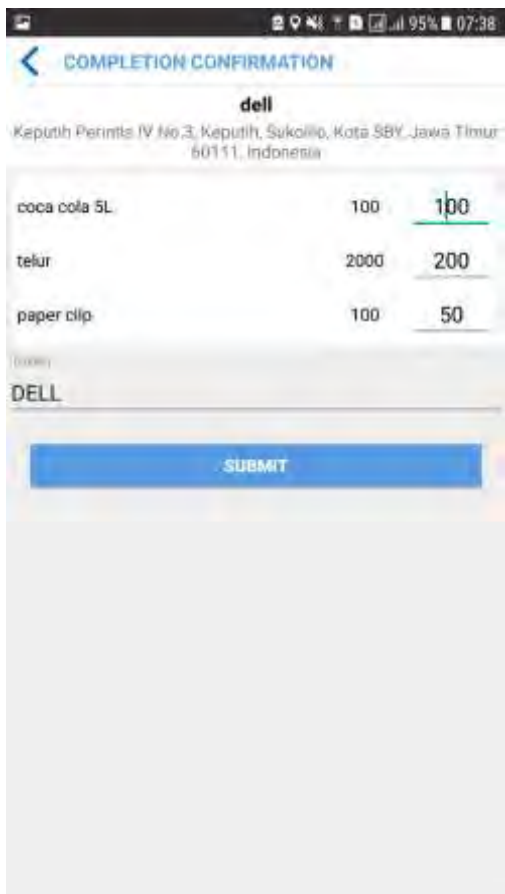 95% 07:38
COMPLETION CONFIRMATION
dell
Keputih Perintis IV No.3, Keputih, Sukolilo, Kota SBY, Jawa Timur
60111, Indonesia
coca cola 5L 100 100
telur 2000 200
paper clip 100 50
DELL
SUBMIT